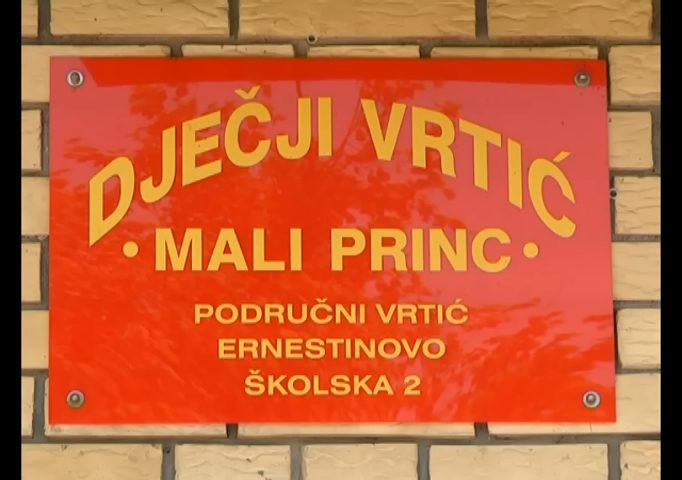 DJEČJI VRTIĆ
• MALI PRINC •
PODRUČNI VRTIĆ
ERNESTINOVO
ŠKOLSKA 2